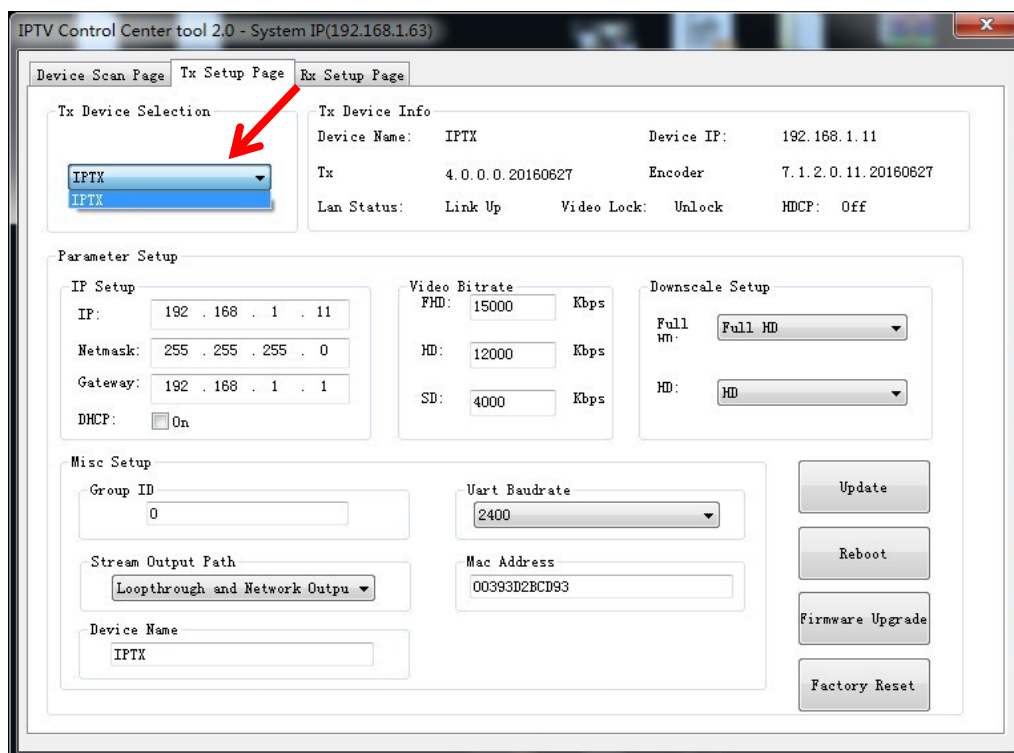 IPTV Control Center tool 2.0 - System IP(192.168.1.63)
Device Scan Page Tx Setup Page Rx Setup Page
Tx Device Selection
IPTX
IPTX
Tx Device Info
Device Name: IPTX Device IP: 192.168.1.11
Tx 4.0.0.0.20160627 Encoder 7.1.2.0.11.20160627
Lan Status: Link Up Video Lock: Unlock HDCP: Off
Parameter Setup
IP Setup
IP: 192 . 168 . 1 . 11
Netmask: 255 . 255 . 255 . 0
Gateway: 192 . 168 . 1 . 1
DHCP: On
Video Bitrate
FHD: 15000 Kbps
HD: 12000 Kbps
SD: 4000 Kbps
Downscale Setup
Full HD: Full HD
HD: HD
Misc Setup
Group ID
0
Uart Baudrate
2400
Stream Output Path
Loopthrough and Network Outpu
Mac Address
00393D2BCD93
Device Name
IPTX
Update
Reboot
Firmware Upgrade
Factory Reset